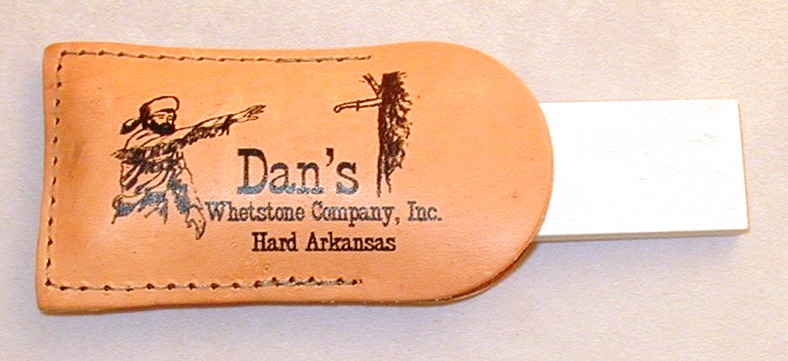 Dan's
Whetstone Company, Inc.
Hard Arkansas